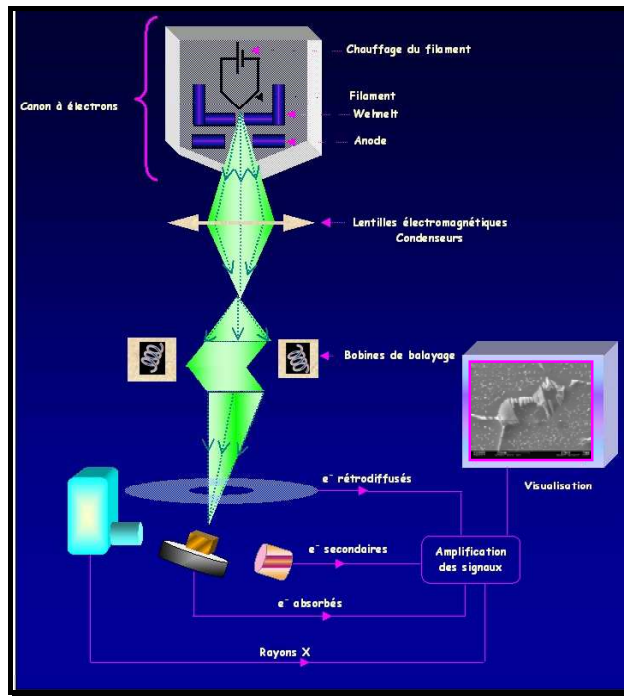 Chauffage du filament
Canon à électrons
Filament
Wehnelt
Anode
Lentilles électromagnétiques
Condenseurs
Bobines de balayage
Visualisation
e⁻ rétrodiffusés
Amplification
des signaux
e⁻ secondaires
e⁻ absorbés
Rayons X